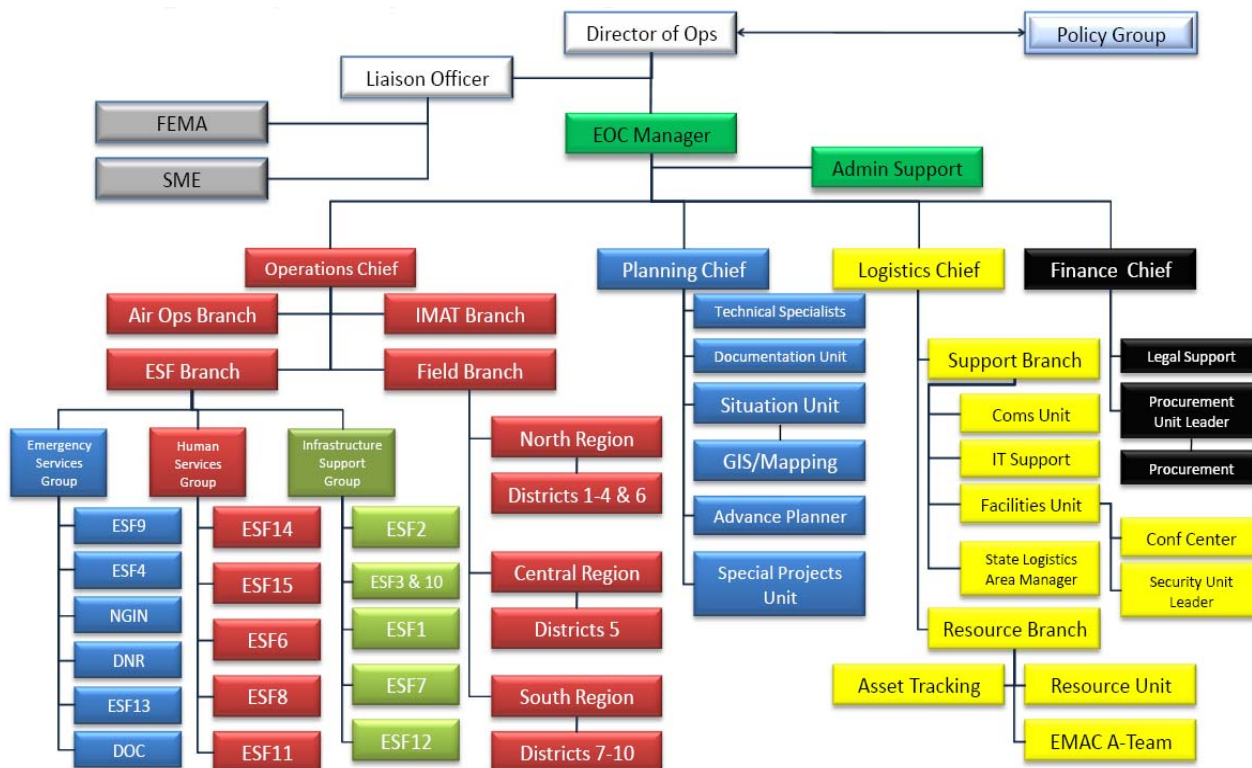 Director of Ops
Policy Group
Liaison Officer
FEMA
SME
EOC Manager
Admin Support
Operations Chief
Air Ops Branch
IMAT Branch
ESF Branch
Field Branch
Emergency
Services
Group
ESF9
ESF4
NGIN
DNR
ESF13
DOC
Human
Services
Group
ESF14
ESF15
ESF6
ESF8
ESF11
Infrastructure
Support
Group
ESF2
ESF3 & 10
ESF1
ESF7
ESF12
North Region
Districts 1-4 & 6
Central Region
Districts 5
South Region
Districts 7-10
Planning Chief
Technical Specialists
Documentation Unit
Situation Unit
GIS/Mapping
Advance Planner
Special Projects
Unit
Logistics Chief
Support Branch
Coms Unit
IT Support
Facilities Unit
Conf Center
Security Unit
Leader
State Logistics
Area Manager
Resource Branch
Asset Tracking
Resource Unit
EMAC A-Team
Finance Chief
Legal Support
Procurement
Unit Leader
Procurement